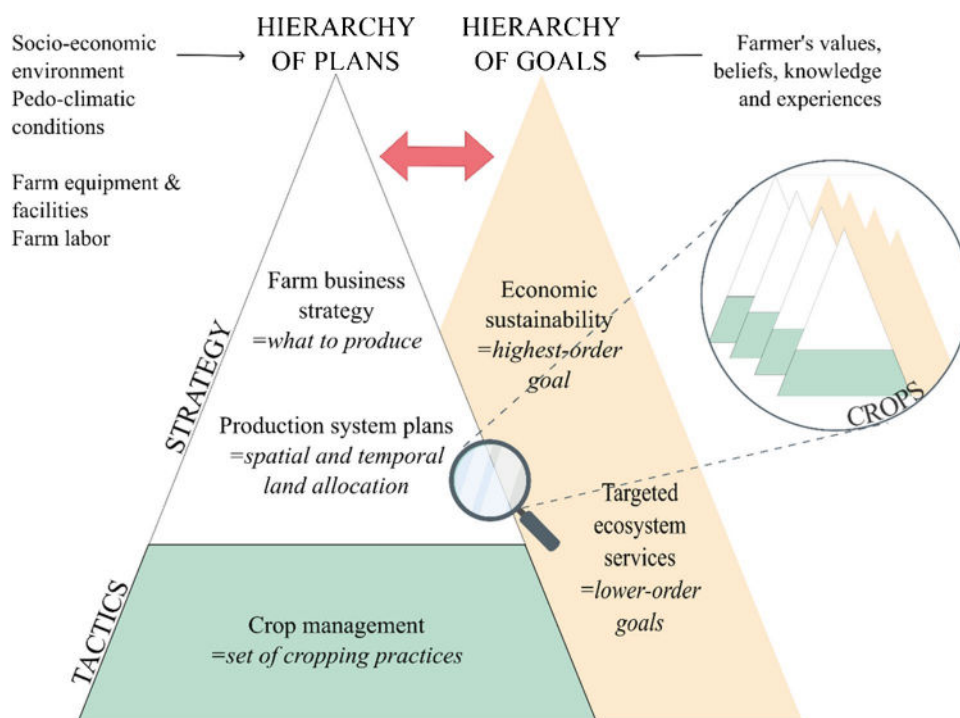 HIERARCHY
OF PLANS
HIERARCHY
OF GOALS
Socio-economic
environment
Pedo-climatic
conditions
Farm equipment &
facilities
Farm labor
Farmer's values,
beliefs, knowledge
and experiences
Farm business
strategy
=what to produce
Economic
sustainability
=highest-order
goal
STRATEGY
CROPS
Production system plans
=spatial and temporal
land allocation
Targeted
ecosystem
services
=lower-order
goals
TACTICS
Crop management
=set of cropping practices